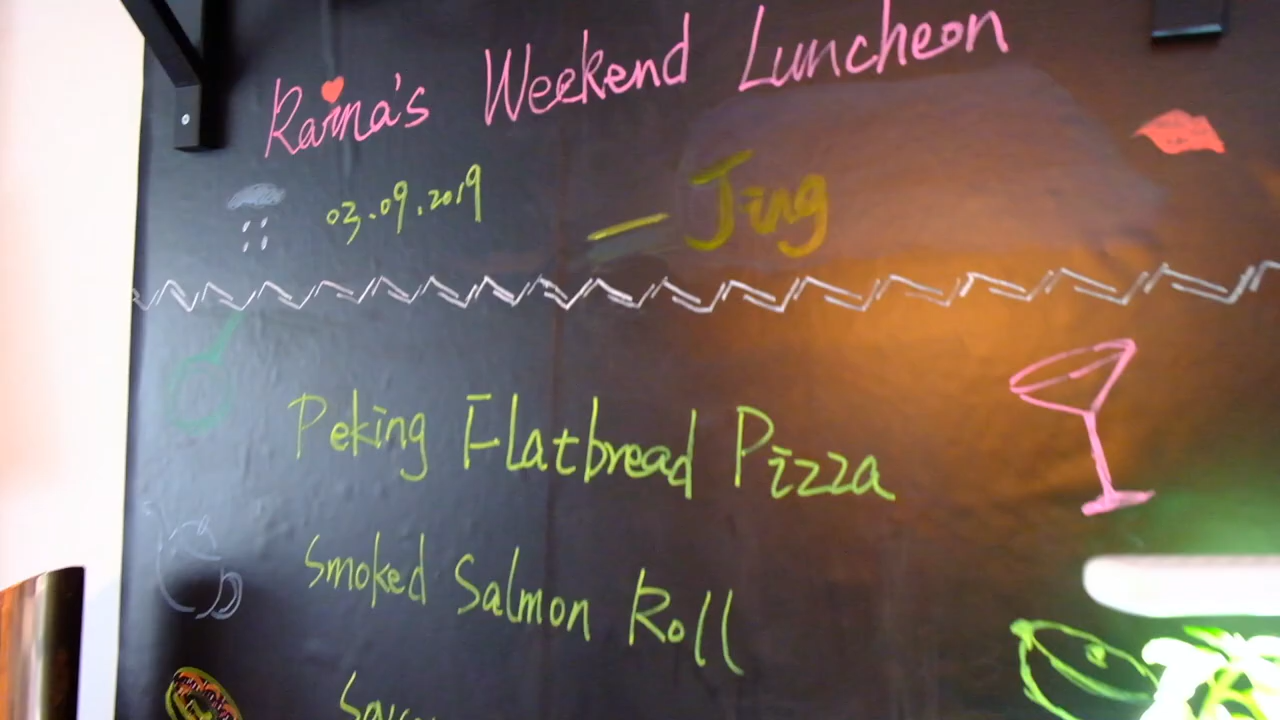 Raina's Weekend Luncheon
03.09.2019
— Jing
Peking Flatbread Pizza
Smoked Salmon Roll